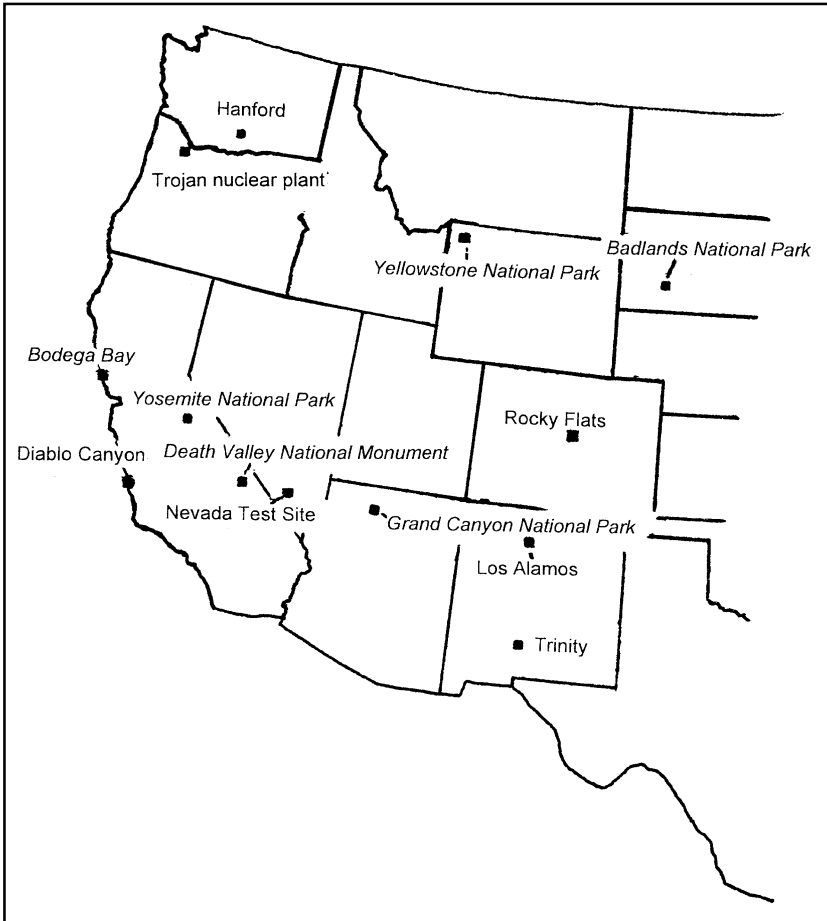 Hanford
Trojan nuclear plant
Badlands National Park
Yellowstone National Park
Bodega Bay
Yosemite National Park
Rocky Flats
Diablo Canyon
Death Valley National Monument
Nevada Test Site
Grand Canyon National Park
Los Alamos
Trinity